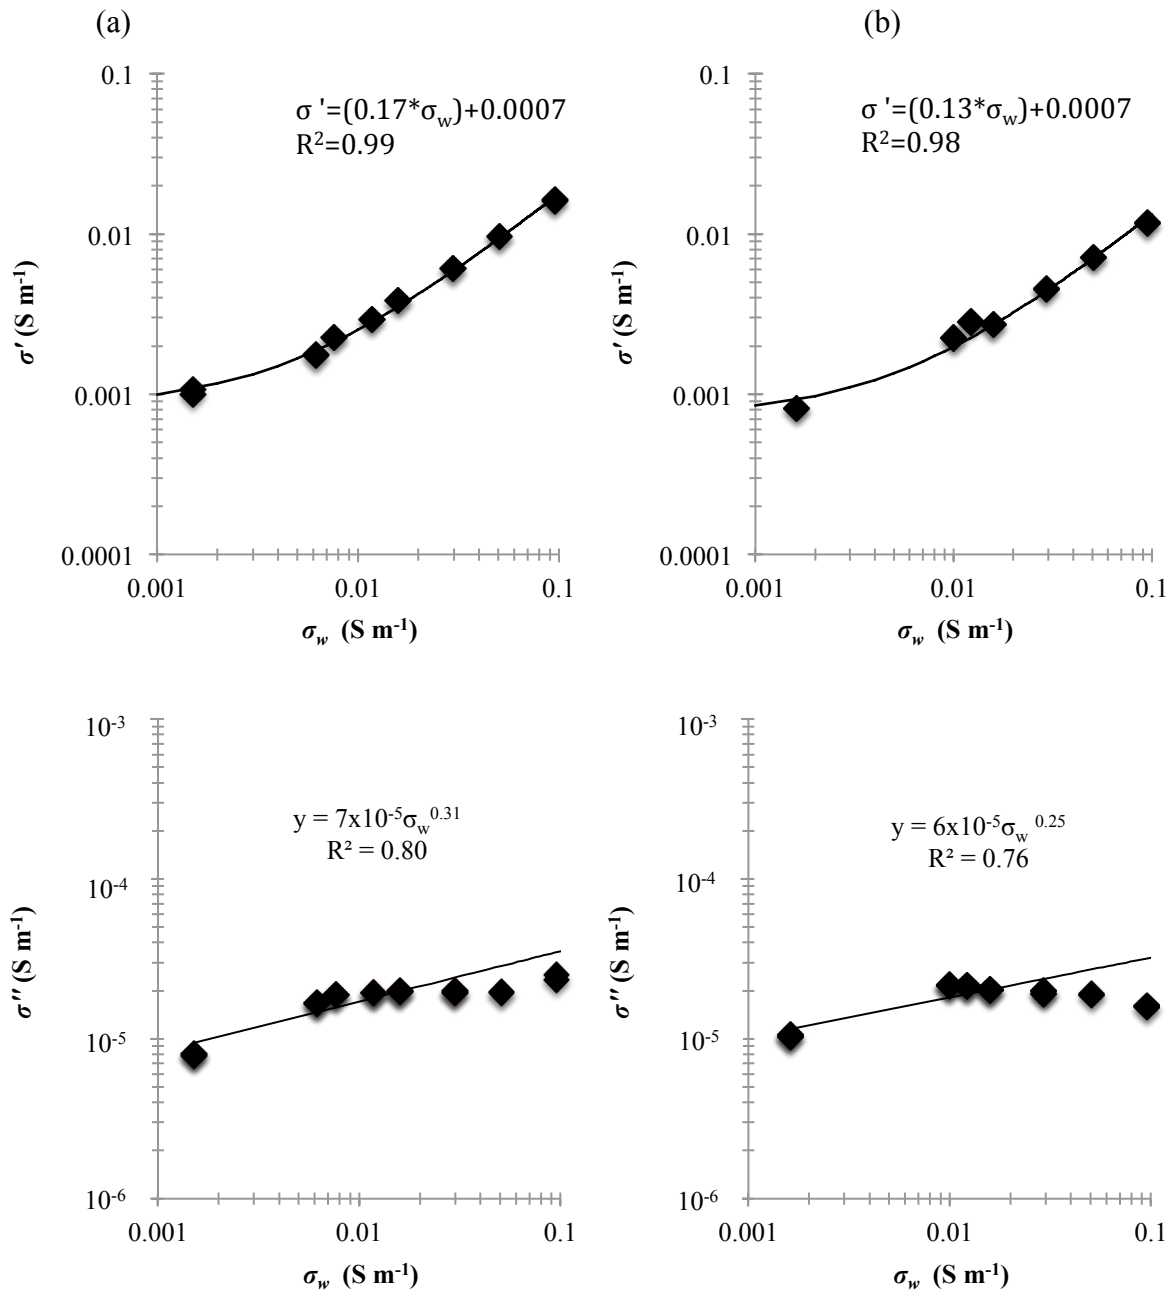 (a)
(b)
0.1
0.01
0.001
0.0001
σ' (S m⁻¹)
σ '=(0.17*σw)+0.0007
R²=0.99
0.001
0.01
0.1
σw (S m⁻¹)
0.1
0.01
0.001
0.0001
σ' (S m⁻¹)
σ '=(0.13*σw)+0.0007
R²=0.98
0.001
0.01
0.1
σw (S m⁻¹)
10⁻³
10⁻⁴
10⁻⁵
10⁻⁶
σ'' (S m⁻¹)
y = 7x10⁻⁵σw⁰·³¹
R² = 0.80
0.001
0.01
0.1
σw (S m⁻¹)
10⁻³
10⁻⁴
10⁻⁵
10⁻⁶
σ'' (S m⁻¹)
y = 6x10⁻⁵σw ⁰·²⁵
R² = 0.76
0.001
0.01
0.1
σw (S m⁻¹)